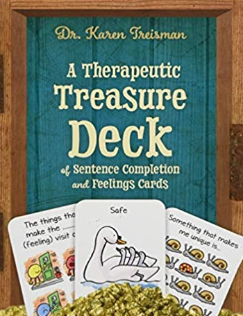 Dr. Karen Treisman
A Therapeutic
Treasure
Deck
of Sentence Completion
and Feelings Cards
The things tha
make the
(feeling) visit a
Safe
Something that makes
me unique is...